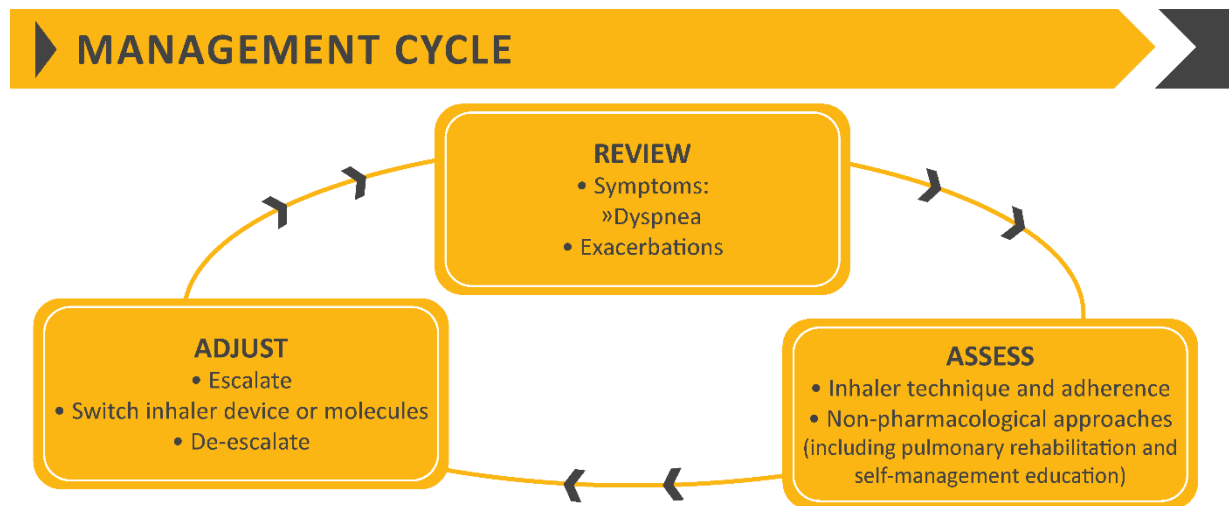 MANAGEMENT CYCLE
REVIEW
• Symptoms:
»Dyspnea
• Exacerbations
ADJUST
• Escalate
• Switch inhaler device or molecules
• De-escalate
ASSESS
• Inhaler technique and adherence
• Non-pharmacological approaches
(including pulmonary rehabilitation and
self-management education)